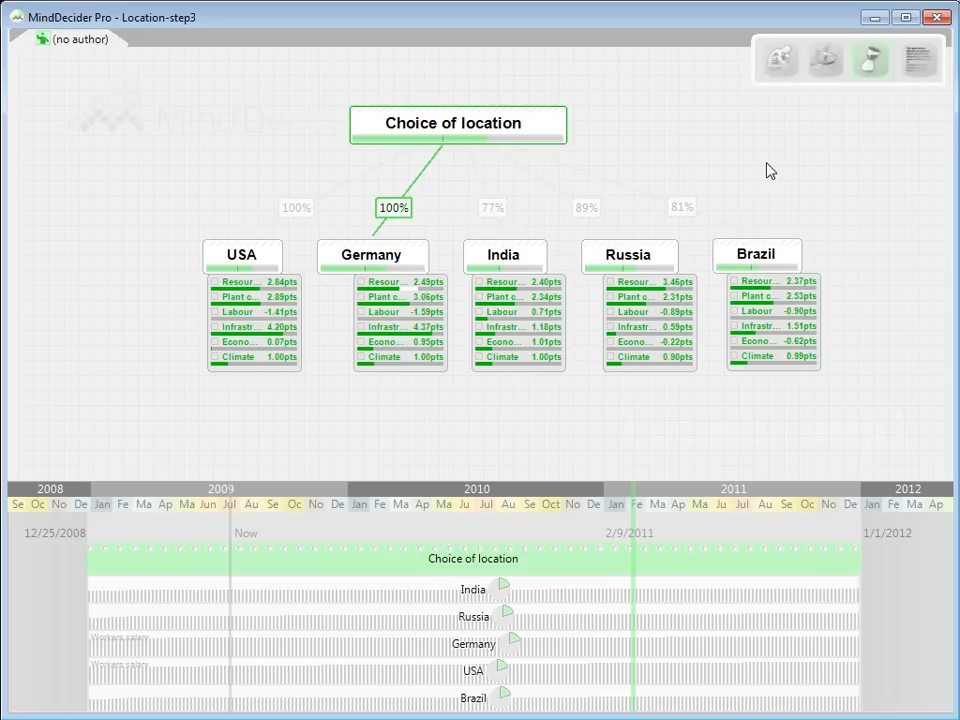 MindDecider Pro - Location-step3
(no author)
Choice of location
100% 100% 77% 89% 81%
USA Germany India Russia Brazil
Resour... 2.84pts Resour... 2.49pts Resour... 2.40pts Resour... 3.46pts Resour... 2.37pts
Plant c... 2.89pts Plant c... 3.06pts Plant c... 2.34pts Plant c... 2.31pts Plant c... 2.53pts
Labour -1.41pts Labour -1.59pts Labour 0.71pts Labour -0.89pts Labour -0.90pts
Infrastr... 4.20pts Infrastr... 4.37pts Infrastr... 1.18pts Infrastr... 0.59pts Infrastr... 1.51pts
Econo... 0.07pts Econo... 0.95pts Econo... 1.01pts Econo... -0.22pts Econo... -0.62pts
Climate 1.00pts Climate 1.00pts Climate 1.00pts Climate 0.90pts Climate 0.99pts
2008 2009 2010 2011 2012
Se Oc No De Jan Fe Ma Ap Ma Jun Jul Au Se Oc No De Jan Fe Ma Ap Ma Ju Jul Au Se Oct No De Jan Fe Ma Ap Ma Ju Jul Au Se Oc No De Jan Fe Ma Ap
12/25/2008 Now 2/9/2011 1/1/2012
Choice of location
India
Russia
Workers salary
Germany
Workers salary
USA
Brazil